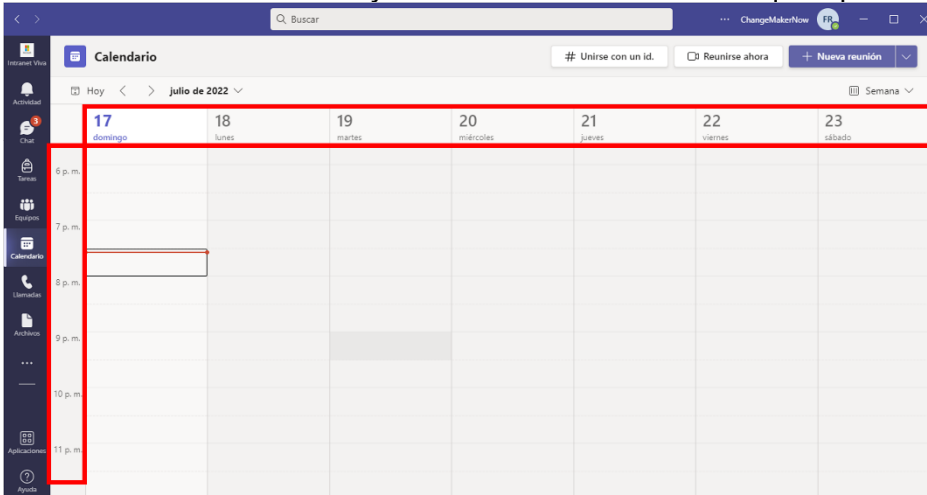 Buscar
ChangeMakerNow FR
Intranet Viva
Calendario
# Unirse con un id.
Reunirse ahora
+ Nueva reunión
Actividad
Hoy < > julio de 2022
Semana
3
Chat
17 18 19 20 21 22 23
domingo lunes martes miércoles jueves viernes sábado
Tareas
6 p. m.
Equipos
7 p. m.
Calendario
8 p. m.
Llamadas
Archivos
9 p. m.
10 p. m.
Aplicaciones
11 p. m.
Ayuda